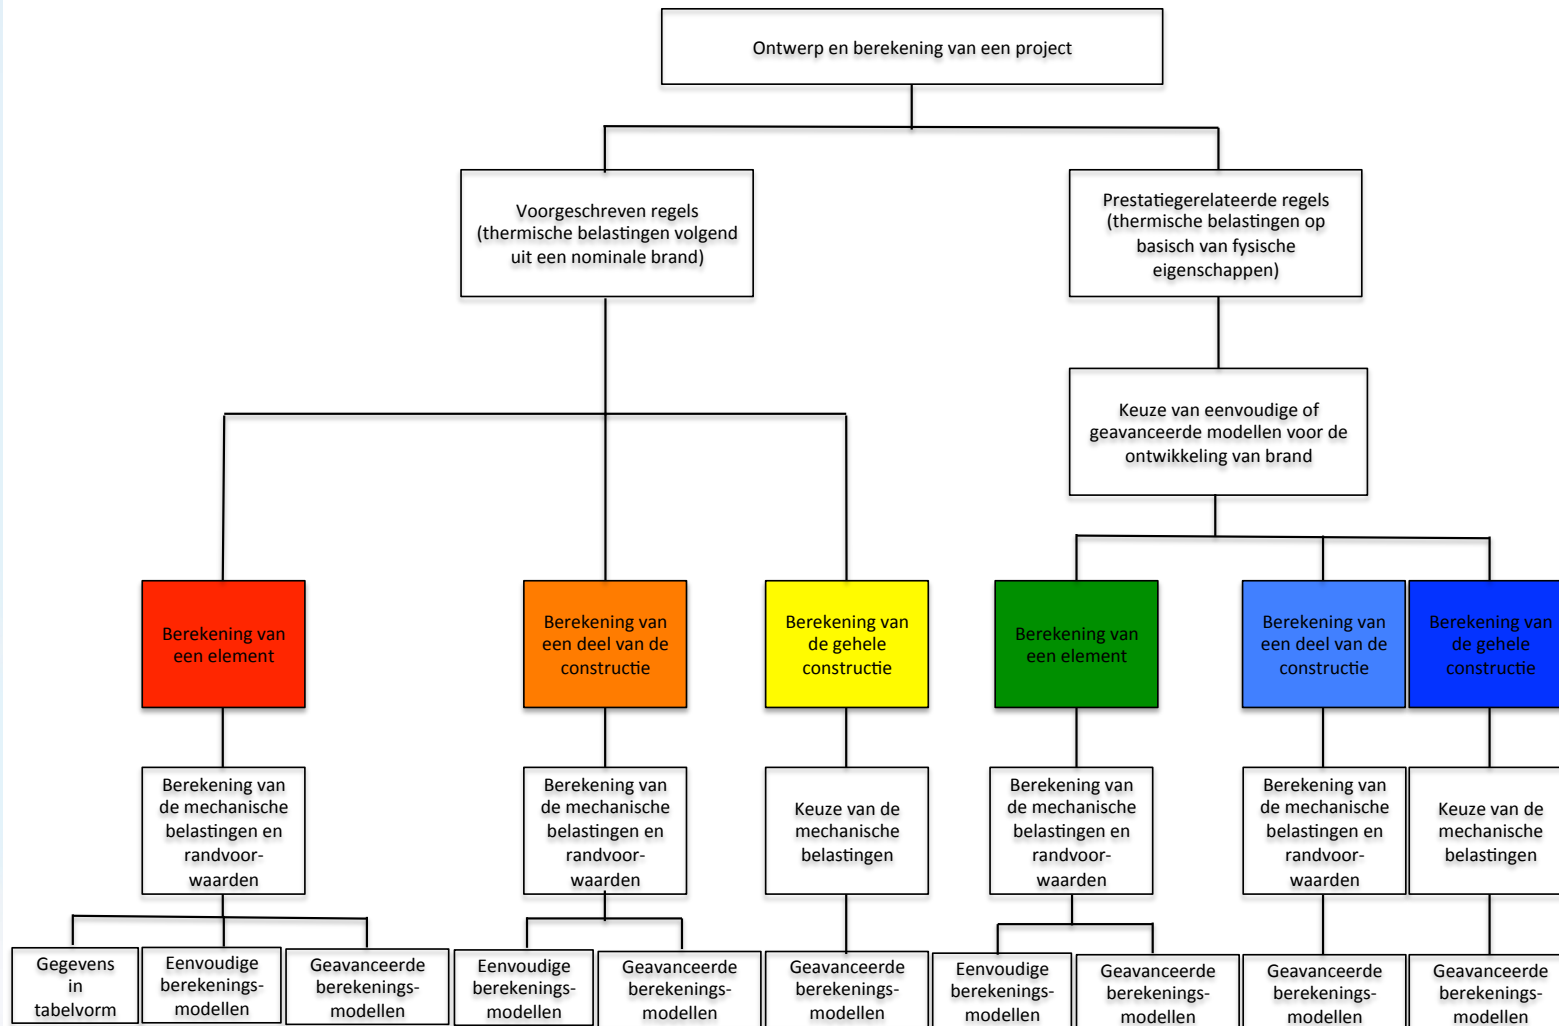 Ontwerp en berekening van een project
Voorgeschreven regels
(thermische belastingen volgend
uit een nominale brand)
Prestatiegerelateerde regels
(thermische belastingen op
basisch van fysische
eigenschappen)
Keuze van eenvoudige of
geavanceerde modellen voor de
ontwikkeling van brand
Berekening van
een element
Berekening van
een deel van de
constructie
Berekening van
de gehele
constructie
Berekening van
een element
Berekening van
een deel van de
constructie
Berekening van
de gehele
constructie
Berekening van
de mechanische
belastingen en
randvoor-
waarden
Berekening van
de mechanische
belastingen en
randvoor-
waarden
Keuze van de
mechanische
belastingen
Berekening van
de mechanische
belastingen en
randvoor-
waarden
Berekening van
de mechanische
belastingen en
randvoor-
waarden
Keuze van de
mechanische
belastingen
Gegevens
in
tabelvorm
Eenvoudige
berekenings-
modellen
Geavanceerde
berekenings-
modellen
Eenvoudige
berekenings-
modellen
Geavanceerde
berekenings-
modellen
Geavanceerde
berekenings-
modellen
Eenvoudige
berekenings-
modellen
Geavanceerde
berekenings-
modellen
Geavanceerde
berekenings-
modellen
Geavanceerde
berekenings-
modellen